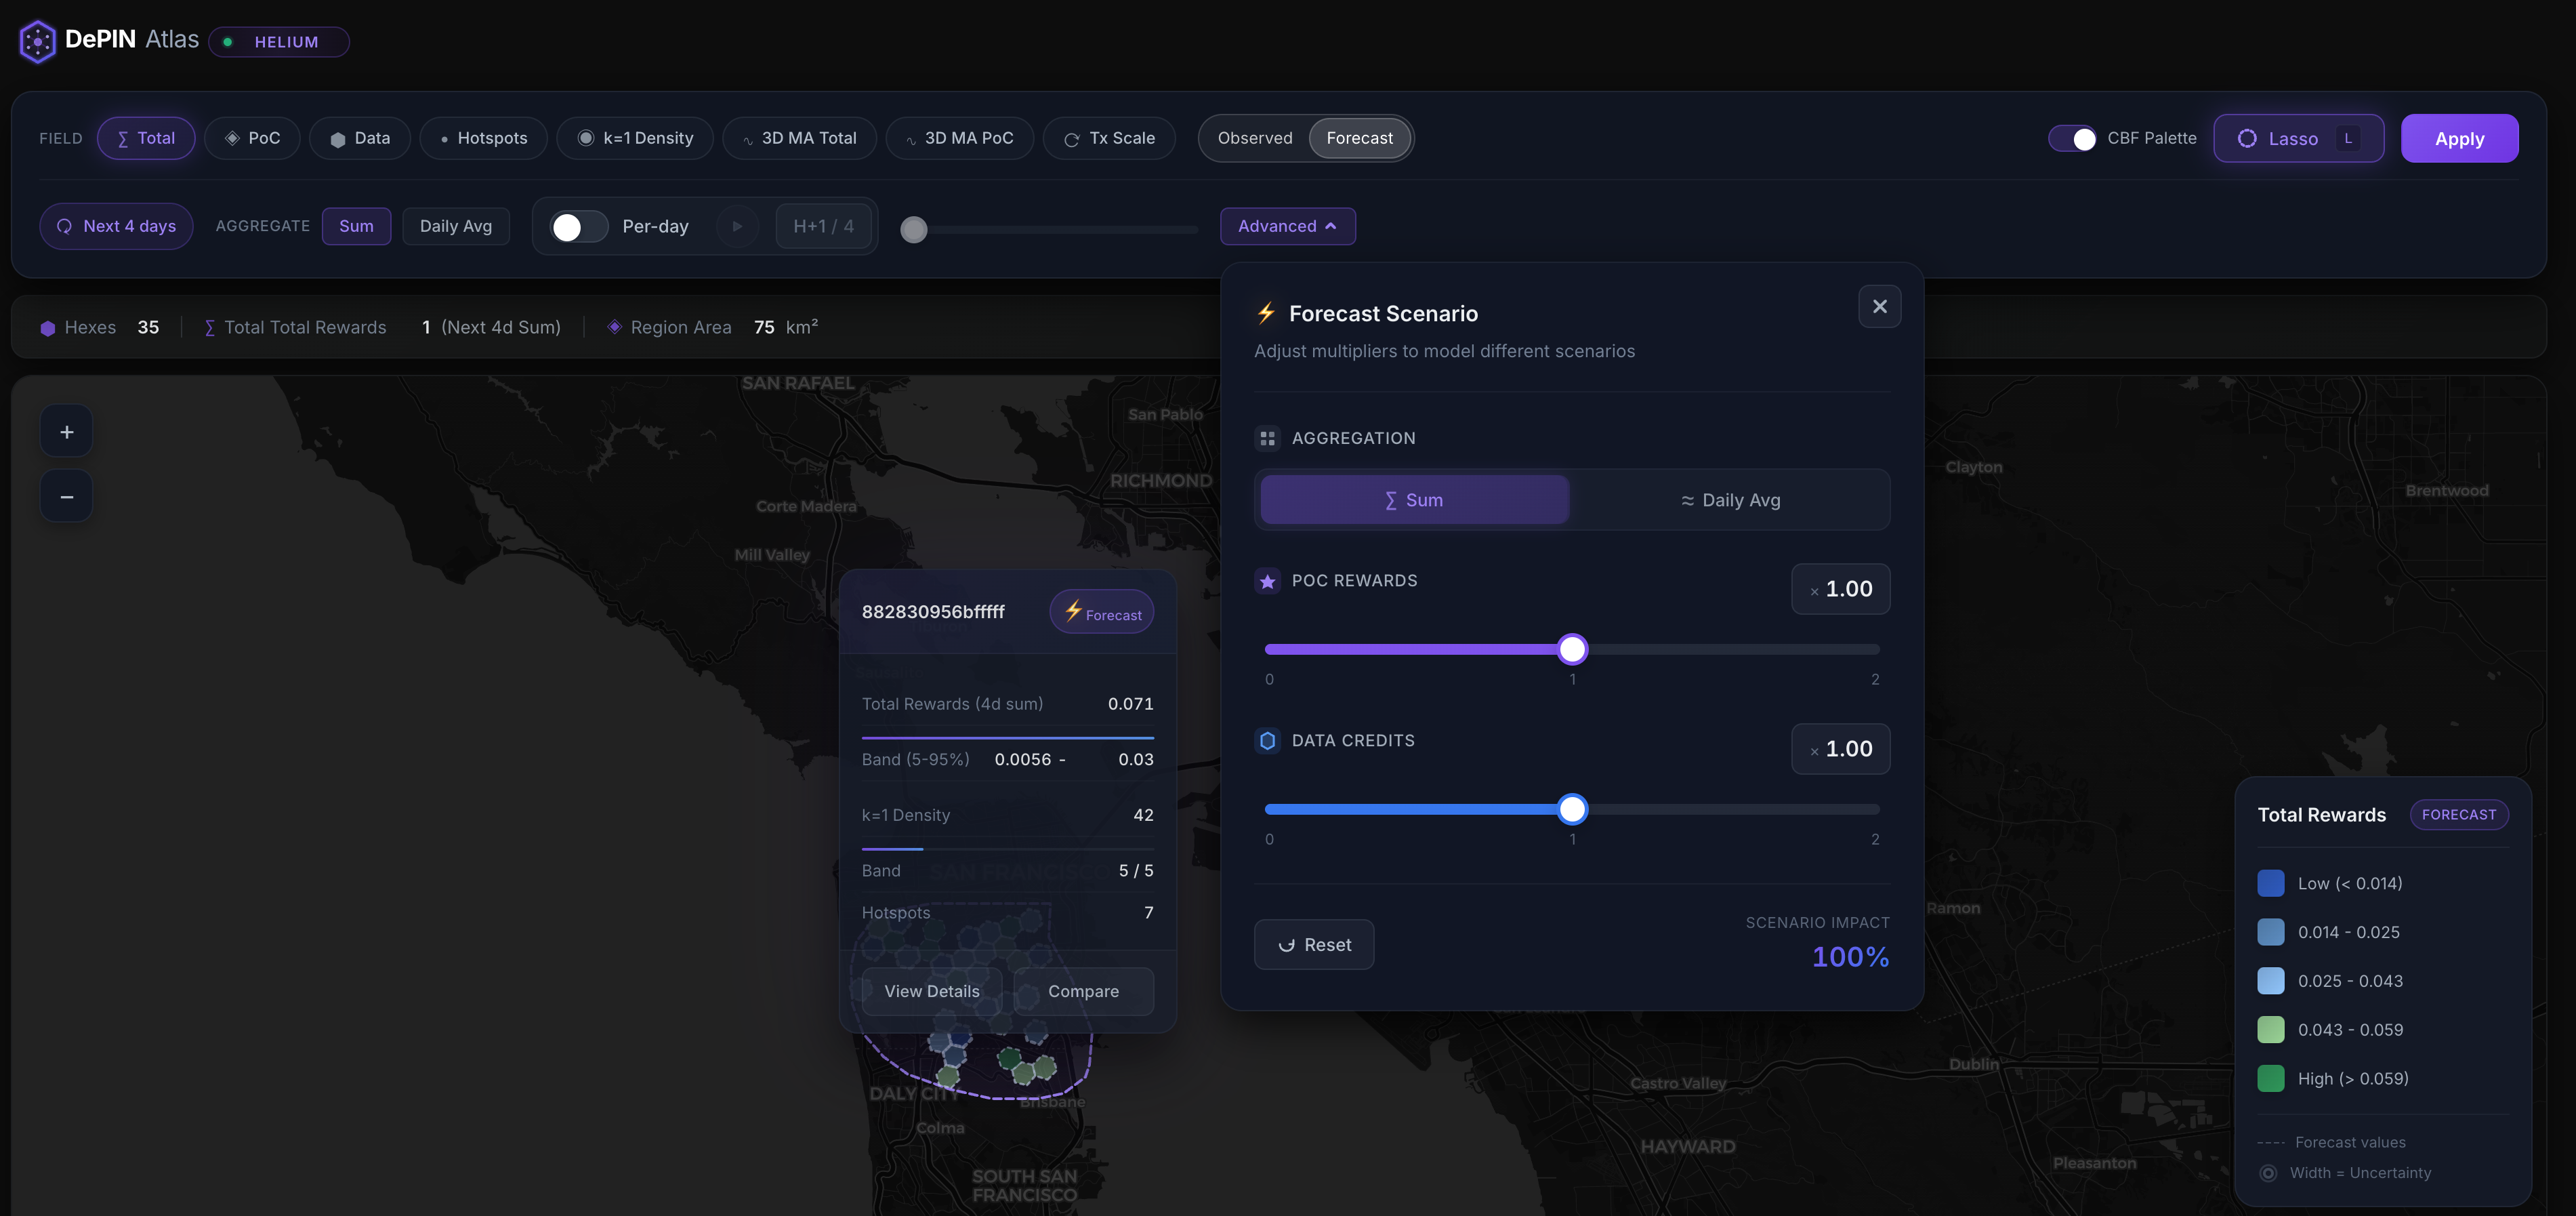 DePIN Atlas HELIUM
FIELD Total PoC Data Hotspots k=1 Density 3D MA Total 3D MA PoC Tx Scale Observed Forecast CBF Palette Lasso L Apply
Next 4 days AGGREGATE Sum Daily Avg Per-day H+1 / 4 Advanced
Hexes 35 ∑ Total Total Rewards 1 (Next 4d Sum) Region Area 75 km²
+
−
SAN RAFAEL
San Pablo
RICHMOND
Corte Madera
Mill Valley
Clayton
Brentwood
882830956bfffff Forecast
Total Rewards (4d sum) 0.071
Band (5-95%) 0.0056 - 0.03
k=1 Density 42
Band 5 / 5
SAN FRANCISCO
Hotspots 7
View Details Compare
DALY CITY
Brisbane
Colma
SOUTH SAN
FRANCISCO
Forecast Scenario
Adjust multipliers to model different scenarios
AGGREGATION
∑ Sum ≈ Daily Avg
POC REWARDS × 1.00
0 1 2
DATA CREDITS × 1.00
0 1 2
Reset
SCENARIO IMPACT
100%
Ramon
Castro Valley
Dublin
HAYWARD
Pleasanton
Total Rewards FORECAST
Low (< 0.014)
0.014 - 0.025
0.025 - 0.043
0.043 - 0.059
High (> 0.059)
Forecast values
Width = Uncertainty